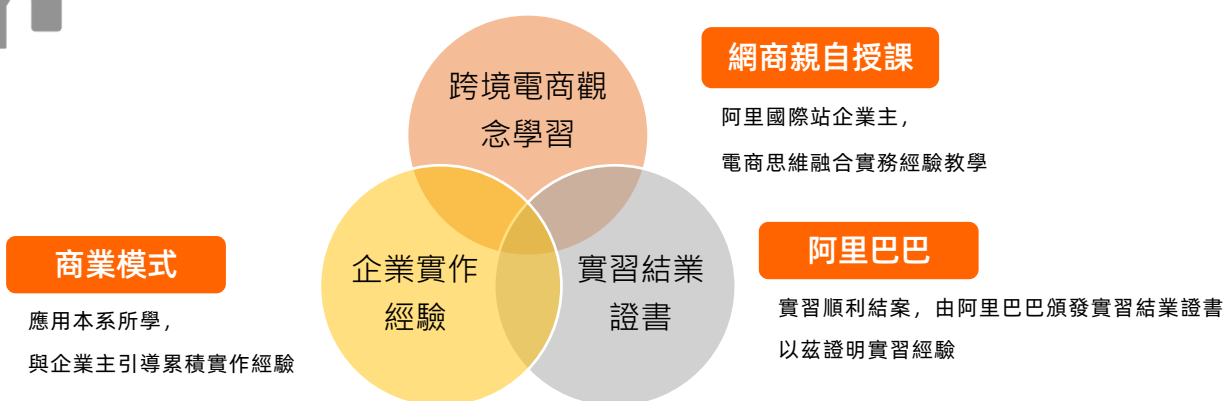 跨境電商觀
念學習
網商親自授課
阿里國際站企業主，
電商思維融合實務經驗教學
商業模式
應用本系所學，
與企業主引導累積實作經驗
企業實作
經驗
實習結業
證書
阿里巴巴
實習順利結案，由阿里巴巴頒發實習結業證書
以茲證明實習經驗